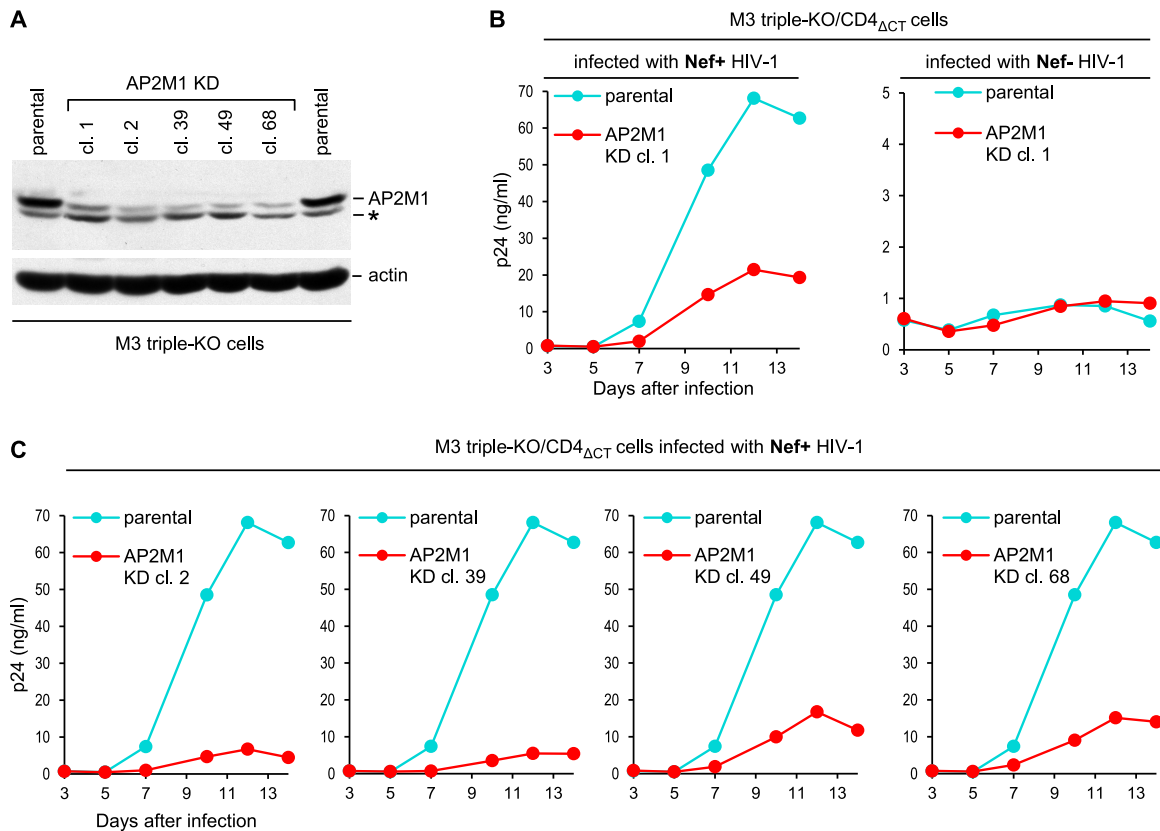 A
AP2M1 KD
parental
cl. 1
cl. 2
cl. 39
cl. 49
cl. 68
parental
AP2M1
*
actin
M3 triple-KO cells
B
M3 triple-KO/CD4ΔCT cells
infected with Nef+ HIV-1
infected with Nef- HIV-1
p24 (ng/ml)
70
60
50
40
30
20
10
0
parental
AP2M1
KD cl. 1
3 5 7 9 11 13
Days after infection
5
4
3
2
1
0
parental
AP2M1
KD cl. 1
3 5 7 9 11 13
C
M3 triple-KO/CD4ΔCT cells infected with Nef+ HIV-1
p24 (ng/ml)
70
60
50
40
30
20
10
0
parental
AP2M1
KD cl. 2
3 5 7 9 11 13
Days after infection
70
60
50
40
30
20
10
0
parental
AP2M1
KD cl. 39
3 5 7 9 11 13
70
60
50
40
30
20
10
0
parental
AP2M1
KD cl. 49
3 5 7 9 11 13
70
60
50
40
30
20
10
0
parental
AP2M1
KD cl. 68
3 5 7 9 11 13